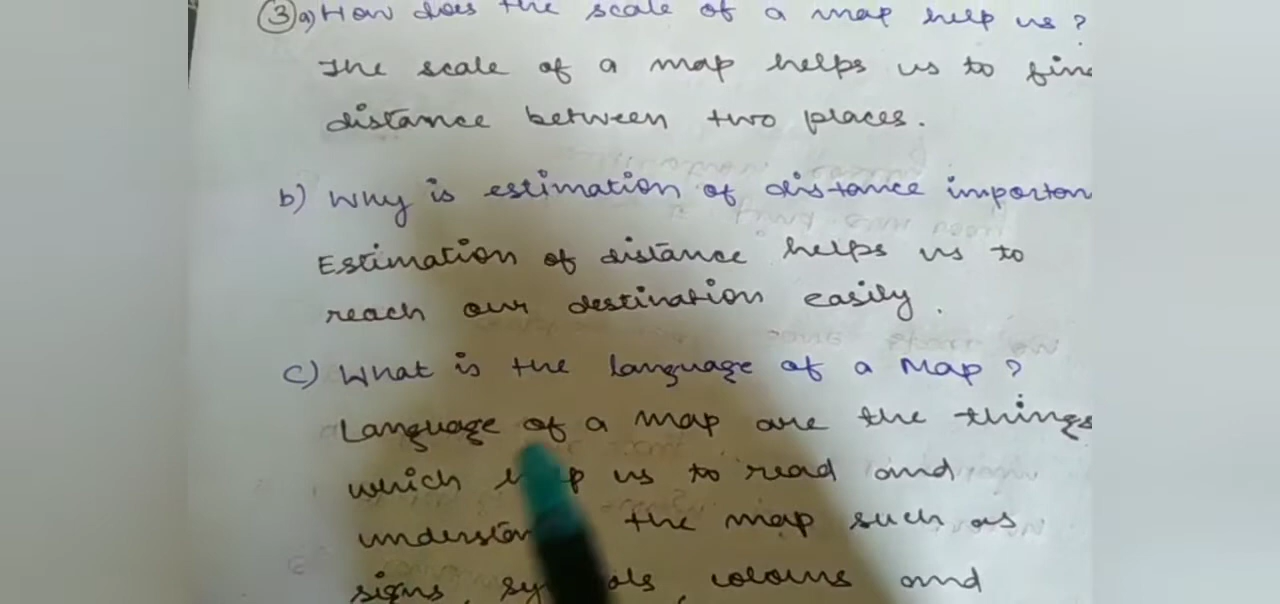 ③ a) How does the scale of a map help us ?
The scale of a map helps us to fin
distance between two places.
b) Why is estimation of distance importan
Estimation of distance helps us to
reach our destination easily.
c) What is the language of a Map ?
Language of a map are the things
which us to read and
the map such as
signs, colours and